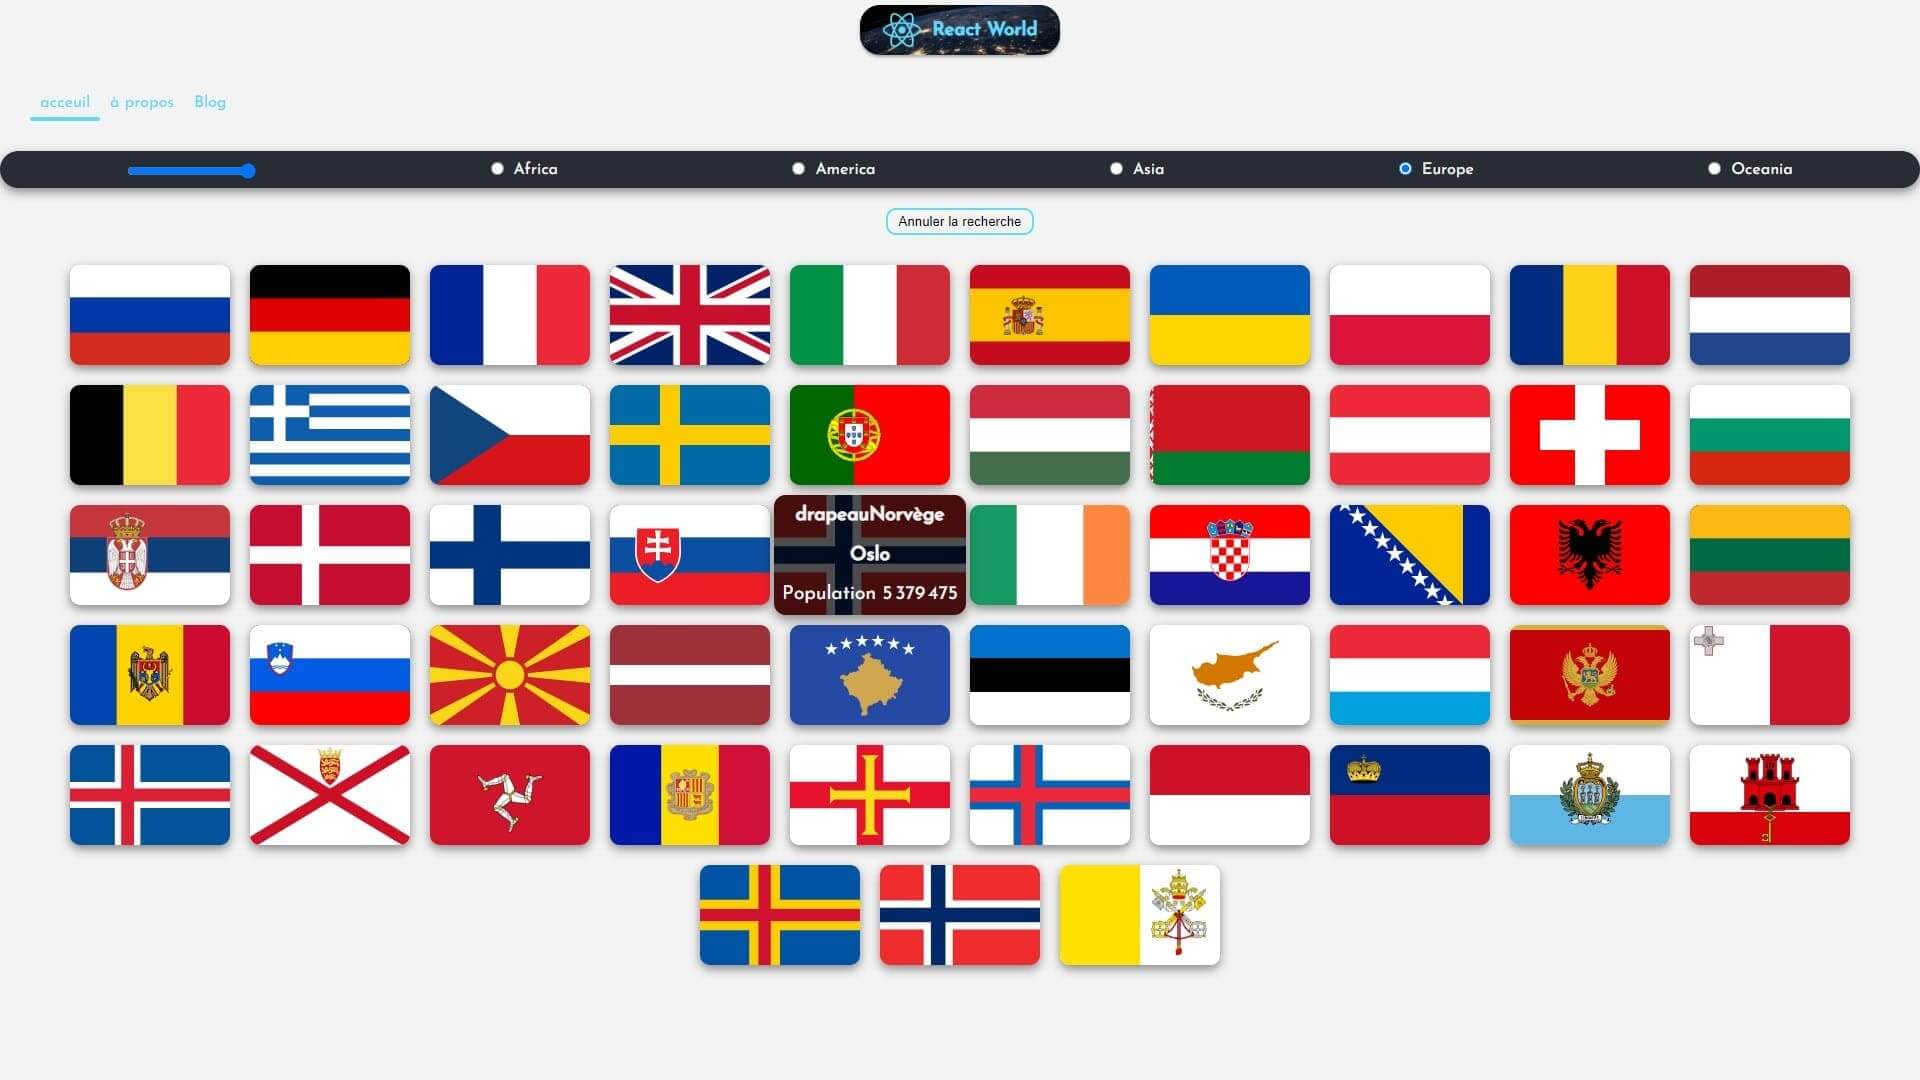 React World
acceuil à propos Blog
Africa America Asia Europe Oceania
Annuler la recherche
drapeauNorvège
Oslo
Population 5 379 475